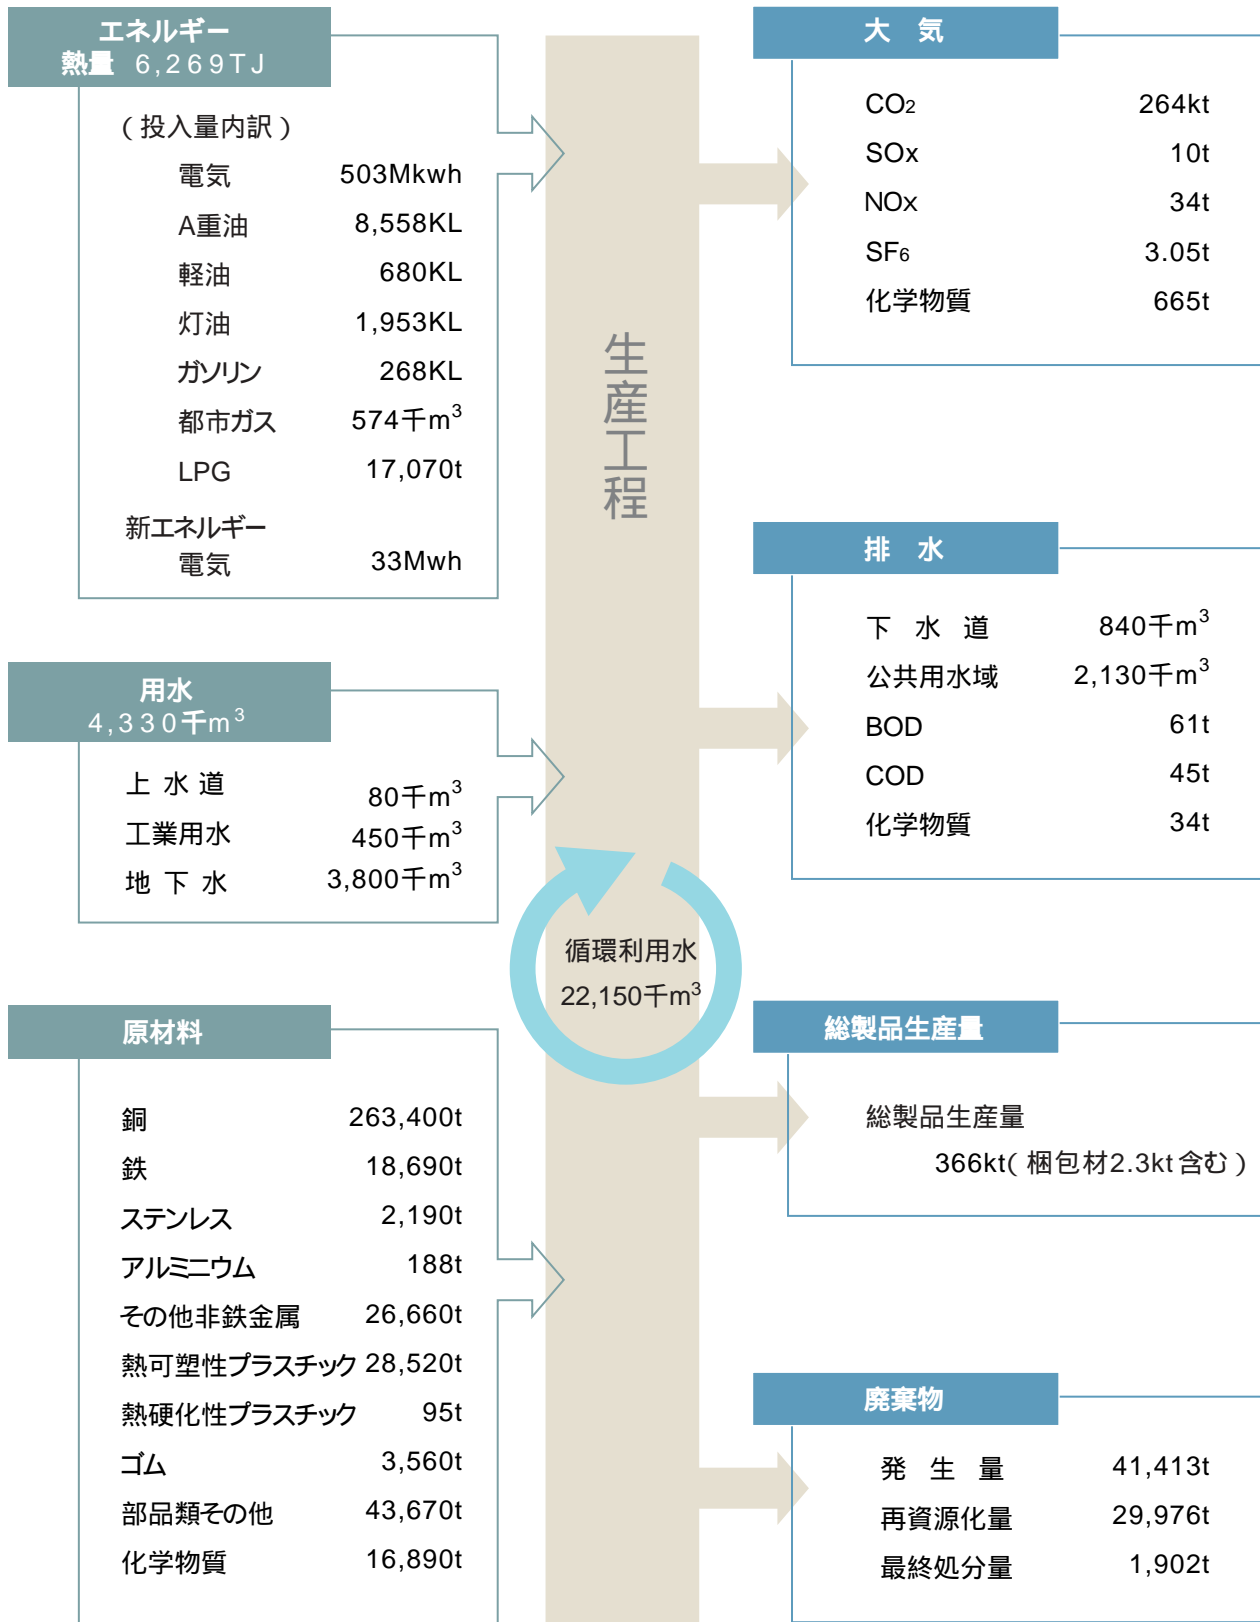 エネルギー
熱量 6,269TJ
(投入量内訳)
電気 503Mkwh
A重油 8,558KL
軽油 680KL
灯油 1,953KL
ガソリン 268KL
都市ガス 574千m³
LPG 17,070t
新エネルギー
電気 33Mwh
用水
4,330千m³
上水道 80千m³
工業用水 450千m³
地下水 3,800千m³
原材料
銅 263,400t
鉄 18,690t
ステンレス 2,190t
アルミニウム 188t
その他非鉄金属 26,660t
熱可塑性プラスチック 28,520t
熱硬化性プラスチック 95t
ゴム 3,560t
部品類その他 43,670t
化学物質 16,890t
生産工程
循環利用水
22,150千m³
大気
CO₂ 264kt
SOx 10t
NOx 34t
SF₆ 3.05t
化学物質 665t
排水
下水道 840千m³
公共用水域 2,130千m³
BOD 61t
COD 45t
化学物質 34t
総製品生産量
総製品生産量
366kt(梱包材2.3kt含む)
廃棄物
発生量 41,413t
再資源化量 29,976t
最終処分量 1,902t